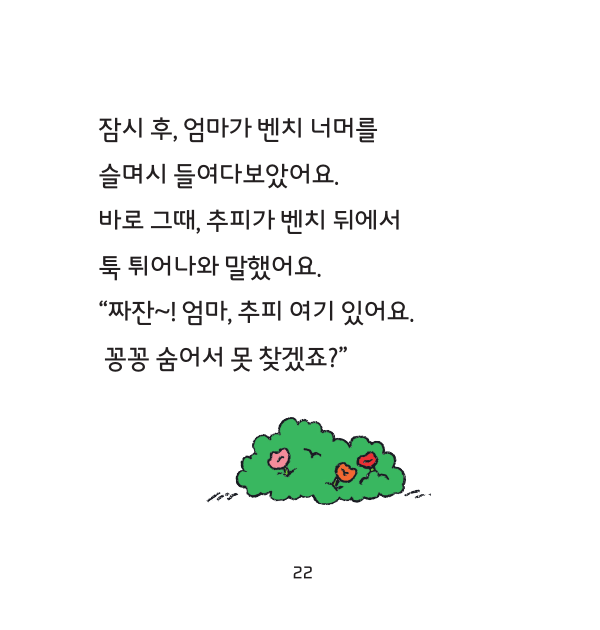 잠시 후, 엄마가 벤치 너머를
슬며시 들여다보았어요.
바로 그때, 추피가 벤치 뒤에서
툭 튀어나와 말했어요.
“짜잔~! 엄마, 추피 여기 있어요.
꽁꽁 숨어서 못 찾겠죠?”
22